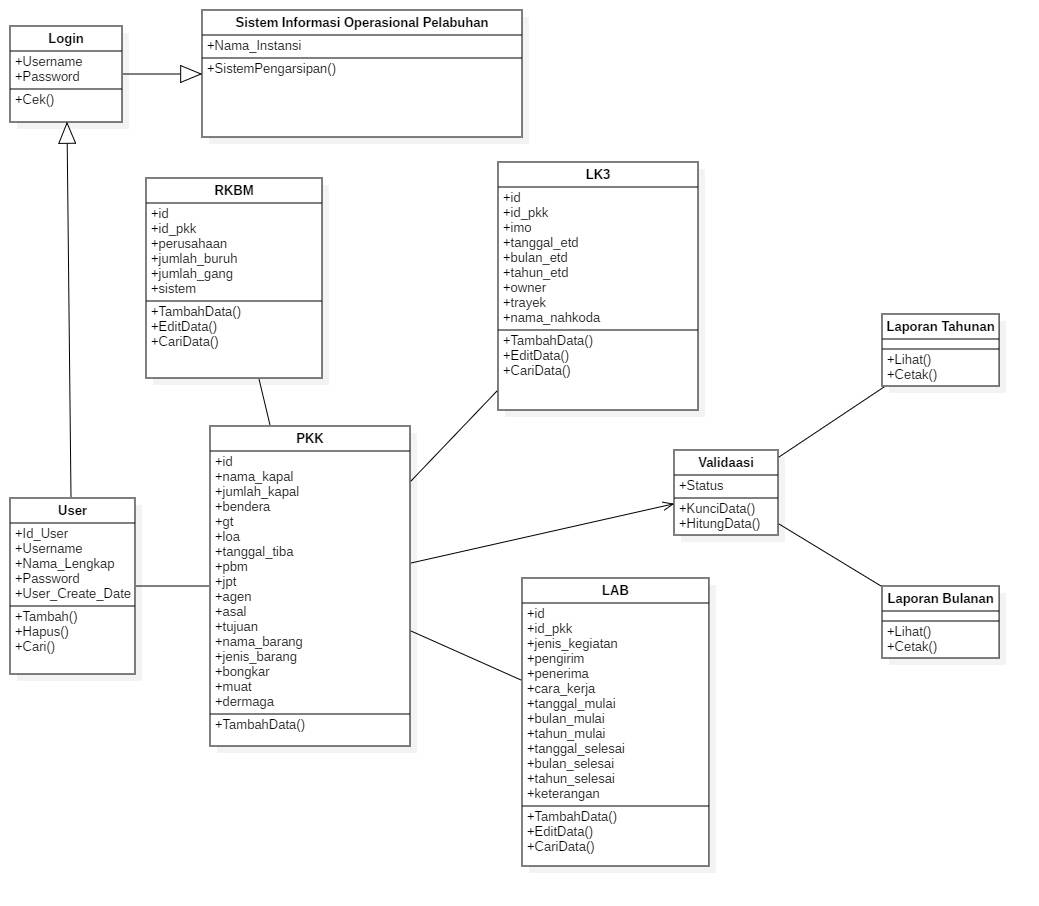 Login
+Username
+Password
+Cek()
Sistem Informasi Operasional Pelabuhan
+Nama_Instansi
+SistemPengarsipan()
RKBM
+id
+id_pkk
+perusahaan
+jumlah_buruh
+jumlah_gang
+sistem
+TambahData()
+EditData()
+CariData()
LK3
+id
+id_pkk
+imo
+tanggal_etd
+bulan_etd
+tahun_etd
+owner
+trayek
+nama_nahkoda
+TambahData()
+EditData()
+CariData()
Laporan Tahunan
+Lihat()
+Cetak()
User
+Id_User
+Username
+Nama_Lengkap
+Password
+User_Create_Date
+Tambah()
+Hapus()
+Cari()
PKK
+id
+nama_kapal
+jumlah_kapal
+bendera
+gt
+loa
+tanggal_tiba
+pbm
+jpt
+agen
+asal
+tujuan
+nama_barang
+jenis_barang
+bongkar
+muat
+dermaga
+TambahData()
Validaasi
+Status
+KunciData()
+HitungData()
LAB
+id
+id_pkk
+jenis_kegiatan
+pengirim
+penerima
+cara_kerja
+tanggal_mulai
+bulan_mulai
+tahun_mulai
+tanggal_selesai
+bulan_selesai
+tahun_selesai
+keterangan
+TambahData()
+EditData()
+CariData()
Laporan Bulanan
+Lihat()
+Cetak()